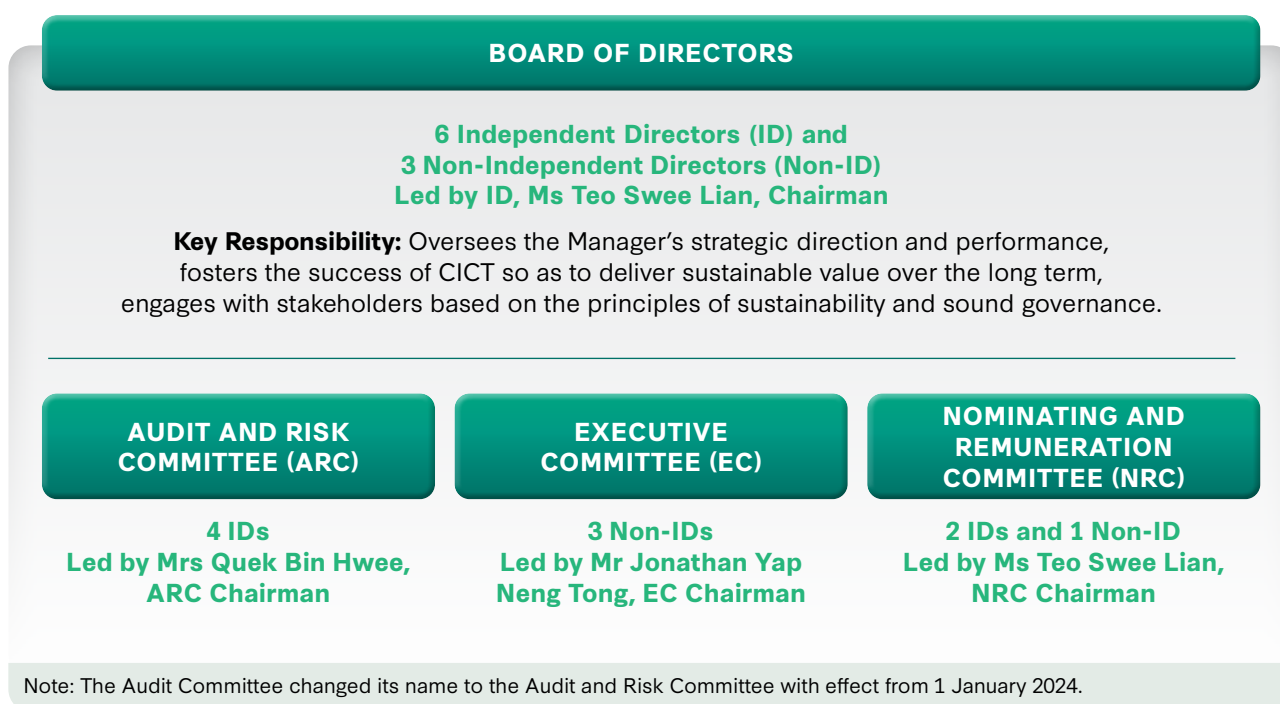 BOARD OF DIRECTORS
6 Independent Directors (ID) and
3 Non-Independent Directors (Non-ID)
Led by ID, Ms Teo Swee Lian, Chairman
Key Responsibility: Oversees the Manager’s strategic direction and performance,
fosters the success of CICT so as to deliver sustainable value over the long term,
engages with stakeholders based on the principles of sustainability and sound governance.
AUDIT AND RISK
COMMITTEE (ARC)
4 IDs
Led by Mrs Quek Bin Hwee,
ARC Chairman
EXECUTIVE
COMMITTEE (EC)
3 Non-IDs
Led by Mr Jonathan Yap
Neng Tong, EC Chairman
NOMINATING AND
REMUNERATION
COMMITTEE (NRC)
2 IDs and 1 Non-ID
Led by Ms Teo Swee Lian,
NRC Chairman
Note: The Audit Committee changed its name to the Audit and Risk Committee with effect from 1 January 2024.